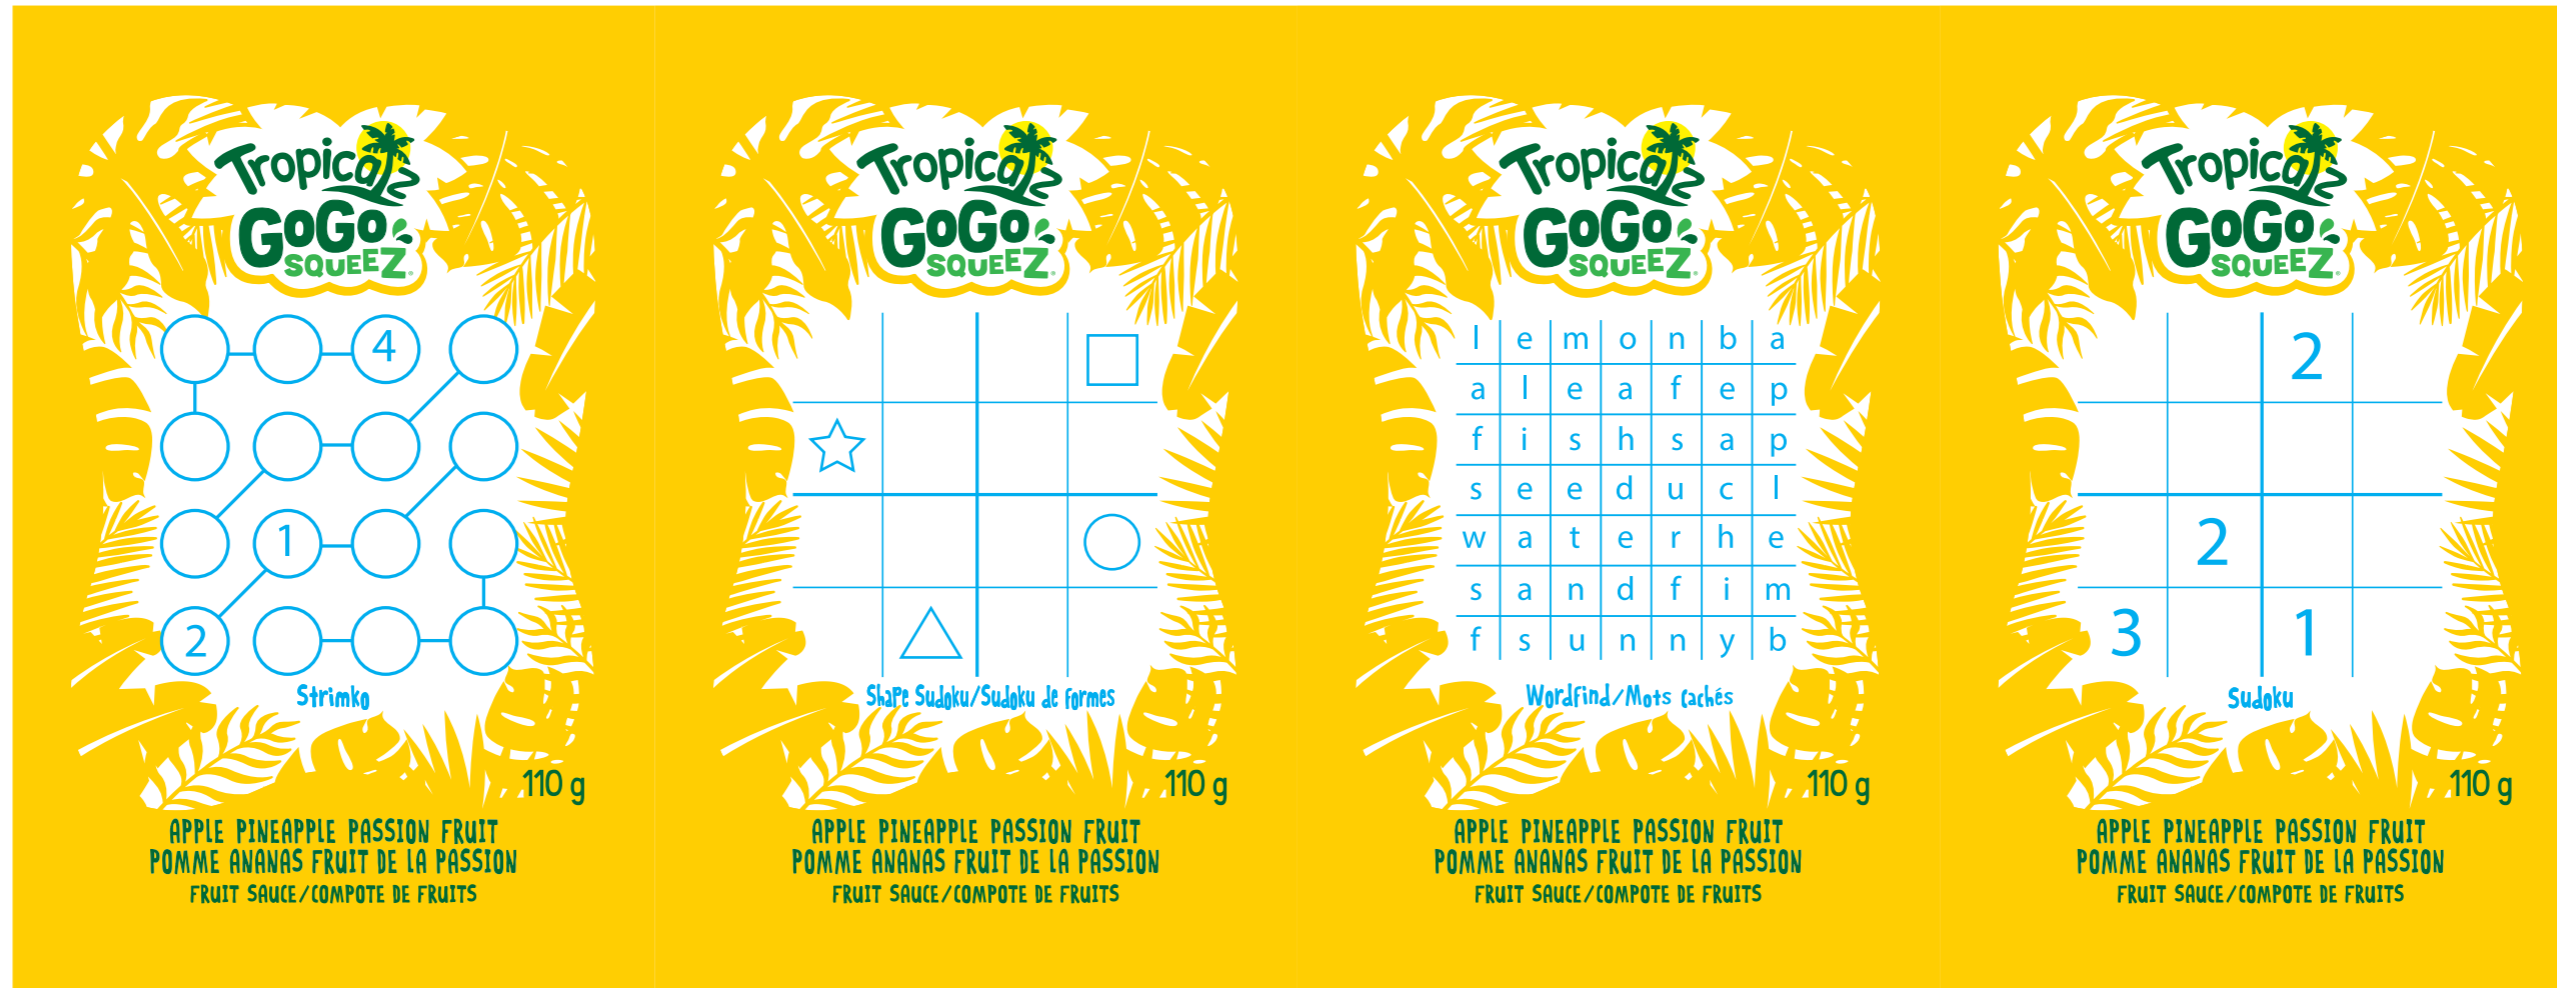 Tropical
GoGo
SQUEEZ
4
1
2
Strimko
110 g
APPLE PINEAPPLE PASSION FRUIT
POMME ANANAS FRUIT DE LA PASSION
FRUIT SAUCE/COMPOTE DE FRUITS
Tropical
GoGo
SQUEEZ
Shape Sudoku/Sudoku de formes
110 g
APPLE PINEAPPLE PASSION FRUIT
POMME ANANAS FRUIT DE LA PASSION
FRUIT SAUCE/COMPOTE DE FRUITS
Tropical
GoGo
SQUEEZ
l e m o n b a
a l e a f e p
f i s h s a p
s e e d u c l
w a t e r h e
s a n d f i m
f s u n n y b
Wordfind/Mots cachés
110 g
APPLE PINEAPPLE PASSION FRUIT
POMME ANANAS FRUIT DE LA PASSION
FRUIT SAUCE/COMPOTE DE FRUITS
Tropical
GoGo
SQUEEZ
2
2
3 1
Sudoku
110 g
APPLE PINEAPPLE PASSION FRUIT
POMME ANANAS FRUIT DE LA PASSION
FRUIT SAUCE/COMPOTE DE FRUITS